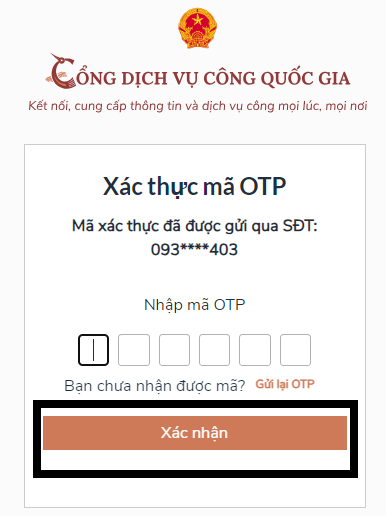 CỔNG DỊCH VỤ CÔNG QUỐC GIA
Kết nối, cung cấp thông tin và dịch vụ công mọi lúc, mọi nơi
Xác thực mã OTP
Mã xác thực đã được gửi qua SĐT:
093****403
Nhập mã OTP
Bạn chưa nhận được mã? Gửi lại OTP
Xác nhận